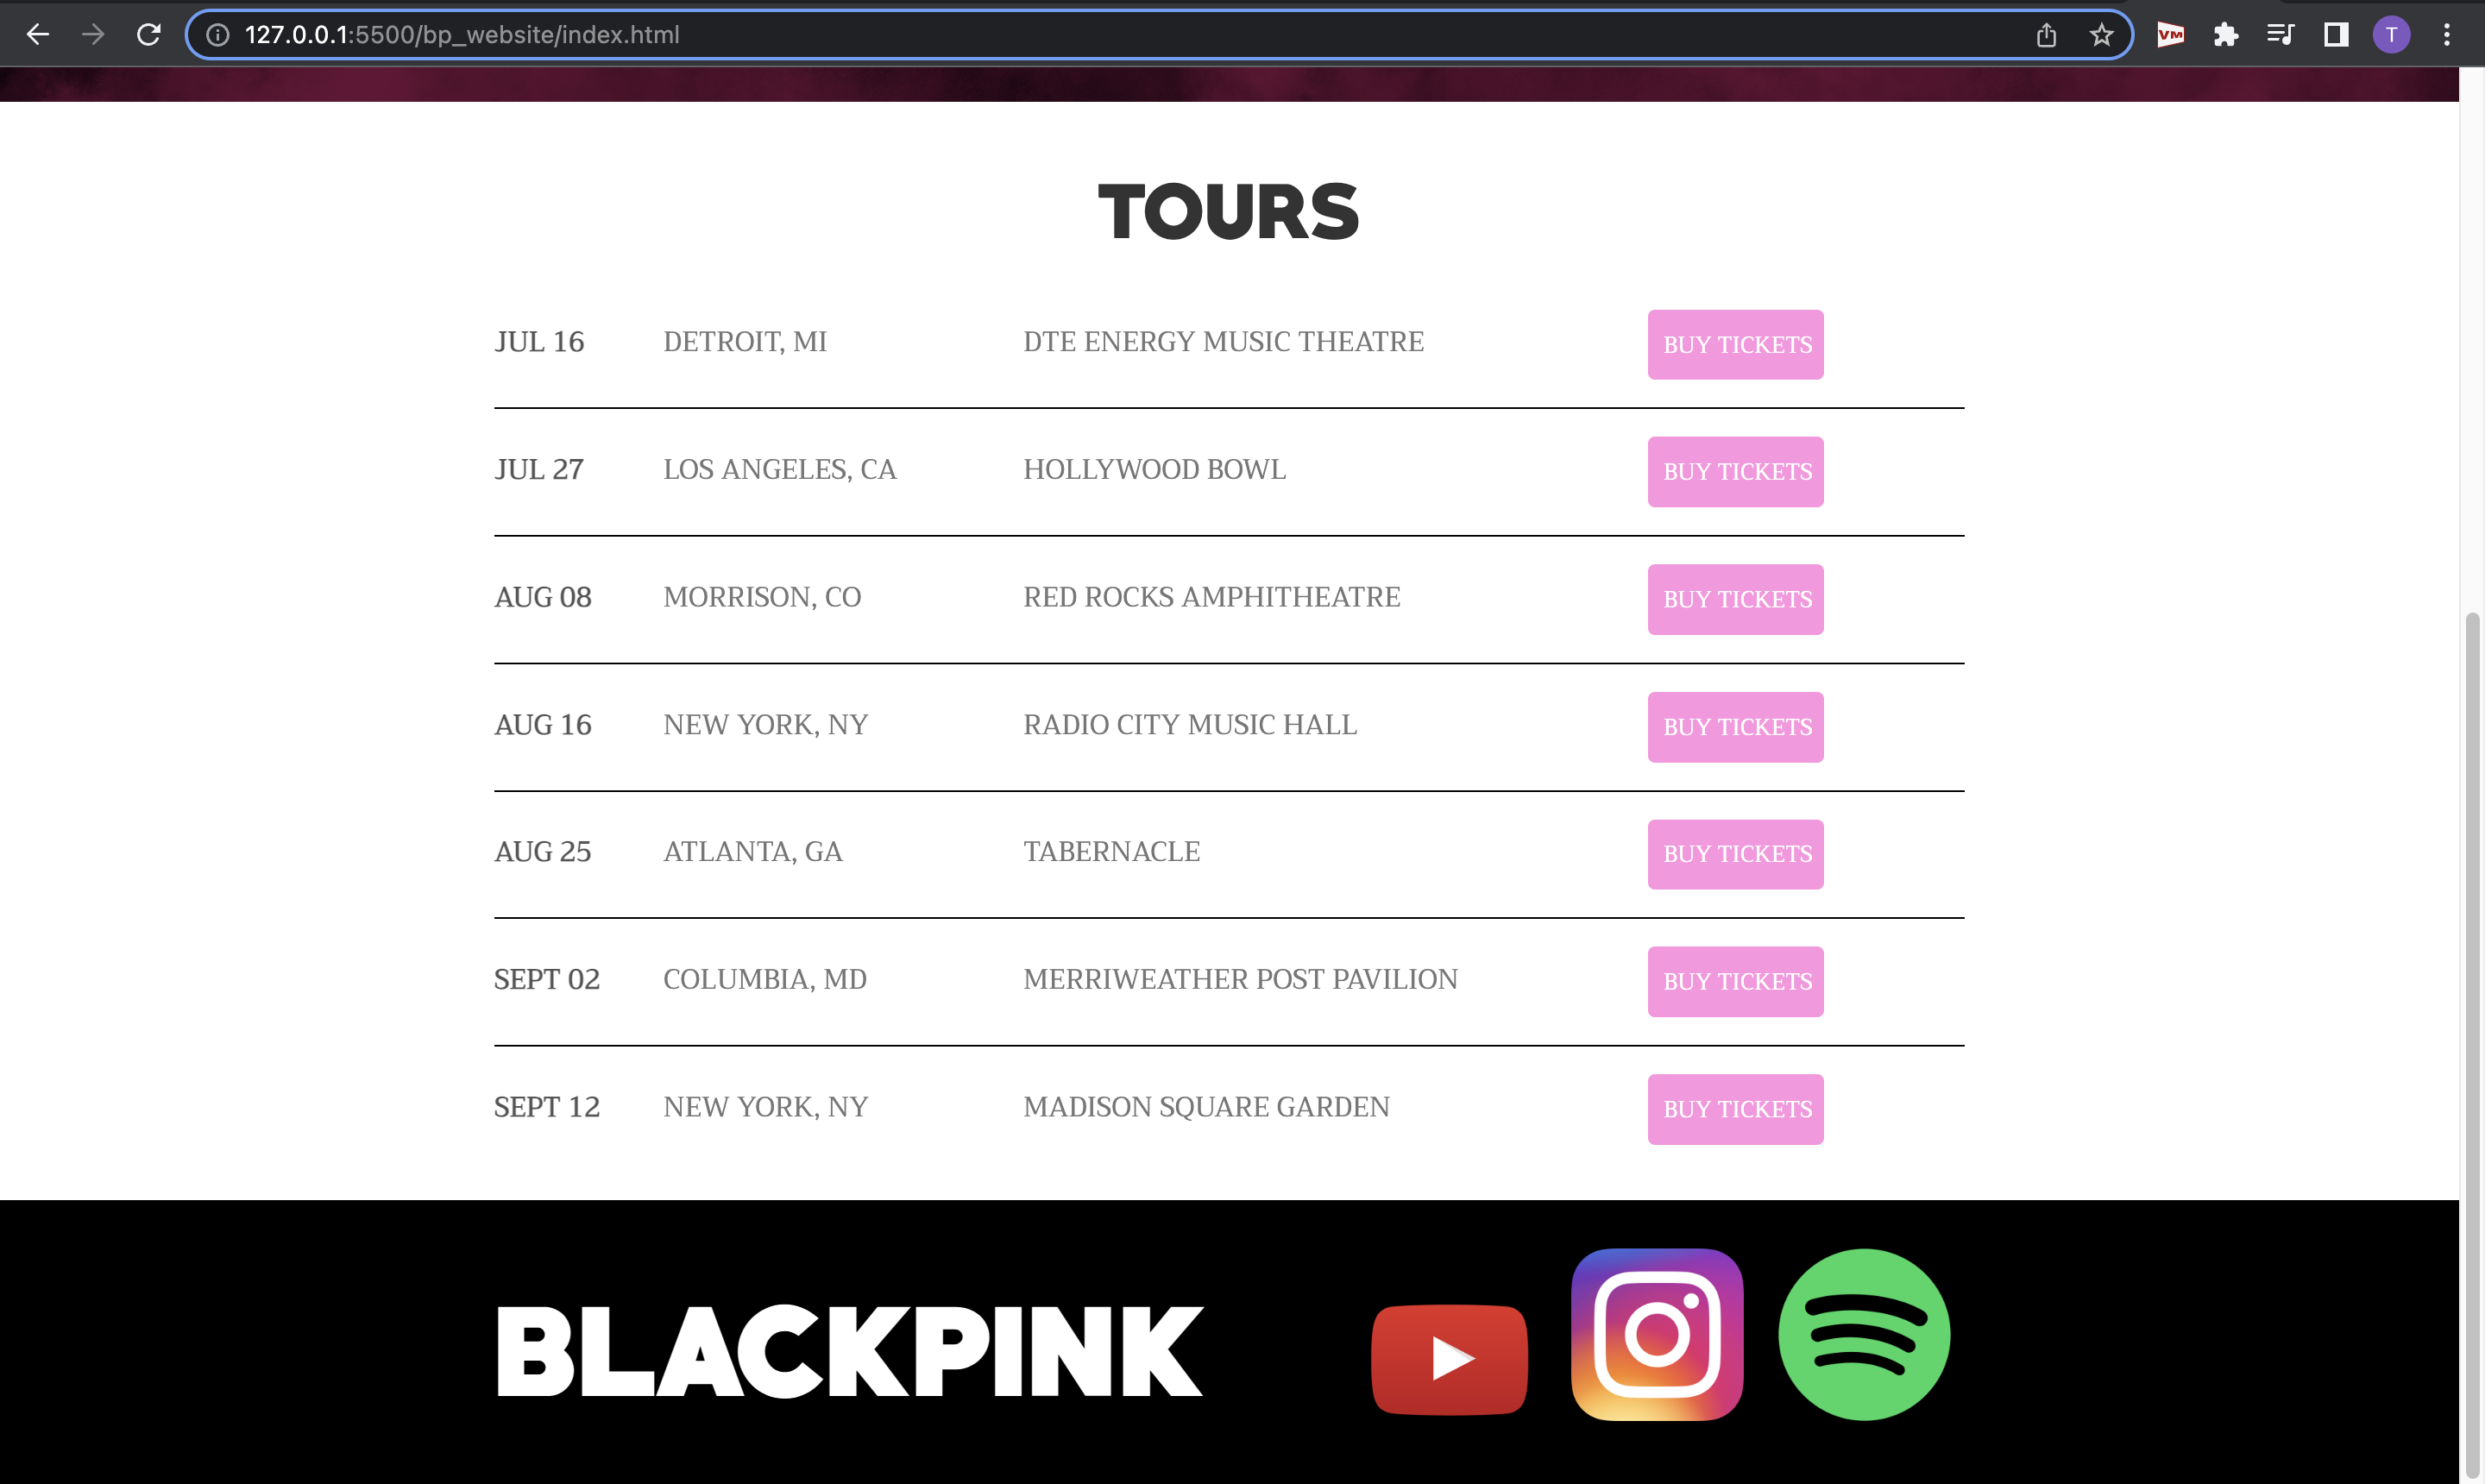 127.0.0.1:5500/bp_website/index.html
VM
T
TOURS
JUL 16 DETROIT, MI DTE ENERGY MUSIC THEATRE BUY TICKETS
JUL 27 LOS ANGELES, CA HOLLYWOOD BOWL BUY TICKETS
AUG 08 MORRISON, CO RED ROCKS AMPHITHEATRE BUY TICKETS
AUG 16 NEW YORK, NY RADIO CITY MUSIC HALL BUY TICKETS
AUG 25 ATLANTA, GA TABERNACLE BUY TICKETS
SEPT 02 COLUMBIA, MD MERRIWEATHER POST PAVILION BUY TICKETS
SEPT 12 NEW YORK, NY MADISON SQUARE GARDEN BUY TICKETS
BLACKPINK